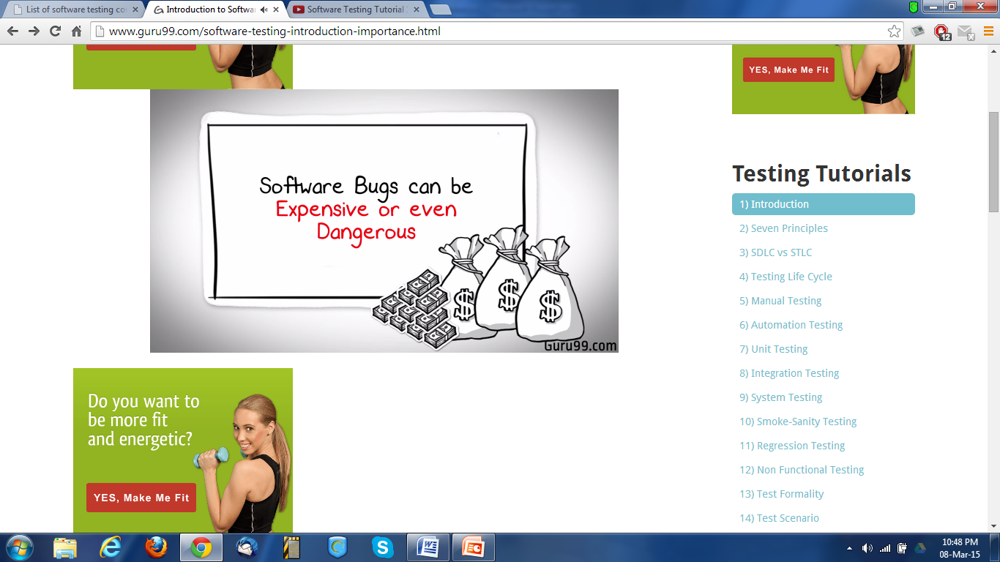 List of software testing co
Introduction to Softwa
Software Testing Tutorial
www.guru99.com/software-testing-introduction-importance.html
12
YES, Make Me Fit
Software Bugs can be
Expensive or even
Dangerous
$ $ $
Guru99.com
Do you want to
be more fit
and energetic?
YES, Make Me Fit
Testing Tutorials
1) Introduction
2) Seven Principles
3) SDLC vs STLC
4) Testing Life Cycle
5) Manual Testing
6) Automation Testing
7) Unit Testing
8) Integration Testing
9) System Testing
10) Smoke-Sanity Testing
11) Regression Testing
12) Non Functional Testing
13) Test Formality
14) Test Scenario
10:48 PM
08-Mar-15